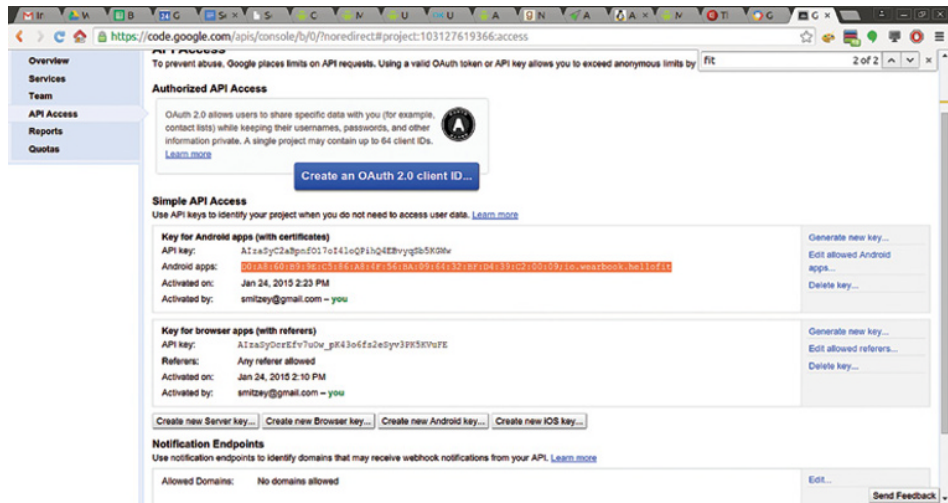 https://code.google.com/apis/console/b/0/?noredirect#project:103127619366:access
fit 2 of 2
Overview
Services
Team
API Access
Reports
Quotas
API Access
To prevent abuse, Google places limits on API requests. Using a valid OAuth token or API key allows you to exceed anonymous limits by
Authorized API Access
OAuth 2.0 allows users to share specific data with you (for example,
contact lists) while keeping their usernames, passwords, and other
information private. A single project may contain up to 64 client IDs.
Learn more
Create an OAuth 2.0 client ID...
Simple API Access
Use API keys to identify your project when you do not need to access user data. Learn more
Key for Android apps (with certificates)
API key:
Android apps: io.wearbook.hellofit
Activated on: Jan 24, 2015 2:23 PM
Activated by: smitzey@gmail.com – you
Generate new key...
Edit allowed Android
apps...
Delete key...
Key for browser apps (with referers)
API key:
Referers: Any referer allowed
Activated on: Jan 24, 2015 2:10 PM
Activated by: smitzey@gmail.com – you
Generate new key...
Edit allowed referers...
Delete key...
Create new Server key... Create new Browser key... Create new Android key... Create new iOS key...
Notification Endpoints
Use notification endpoints to identify domains that may receive webhook notifications from your API. Learn more
Allowed Domains: No domains allowed
Edit...
Send Feedback